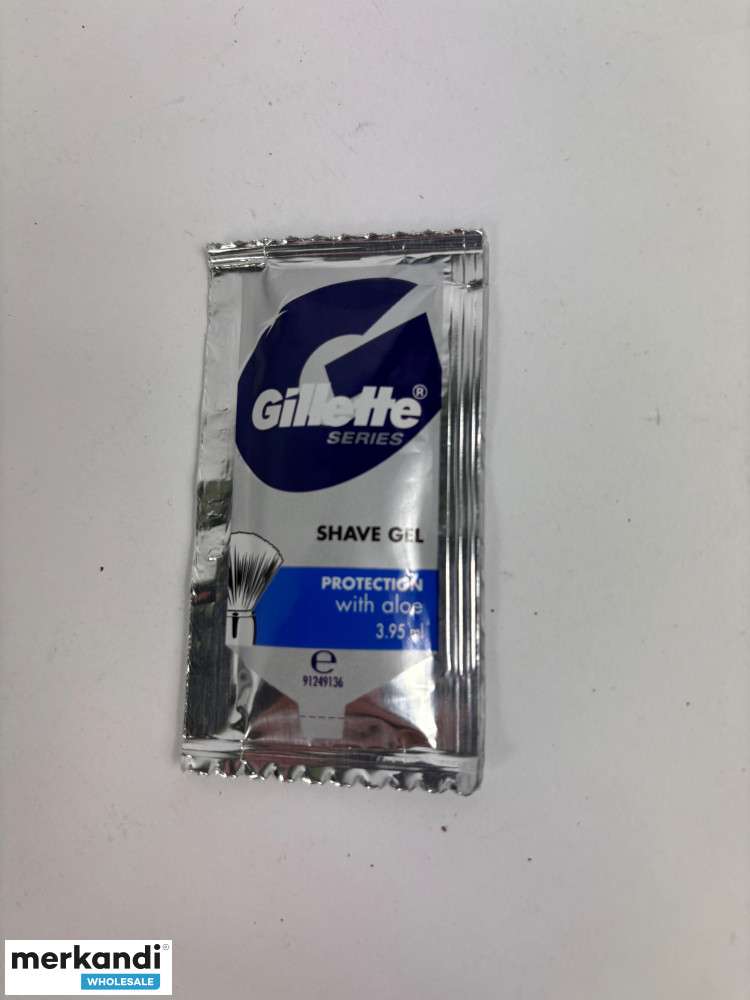 Gillette®
SERIES
SHAVE GEL
PROTECTION
with aloe
3.95 ml
e
91249136
merkandi®
WHOLESALE